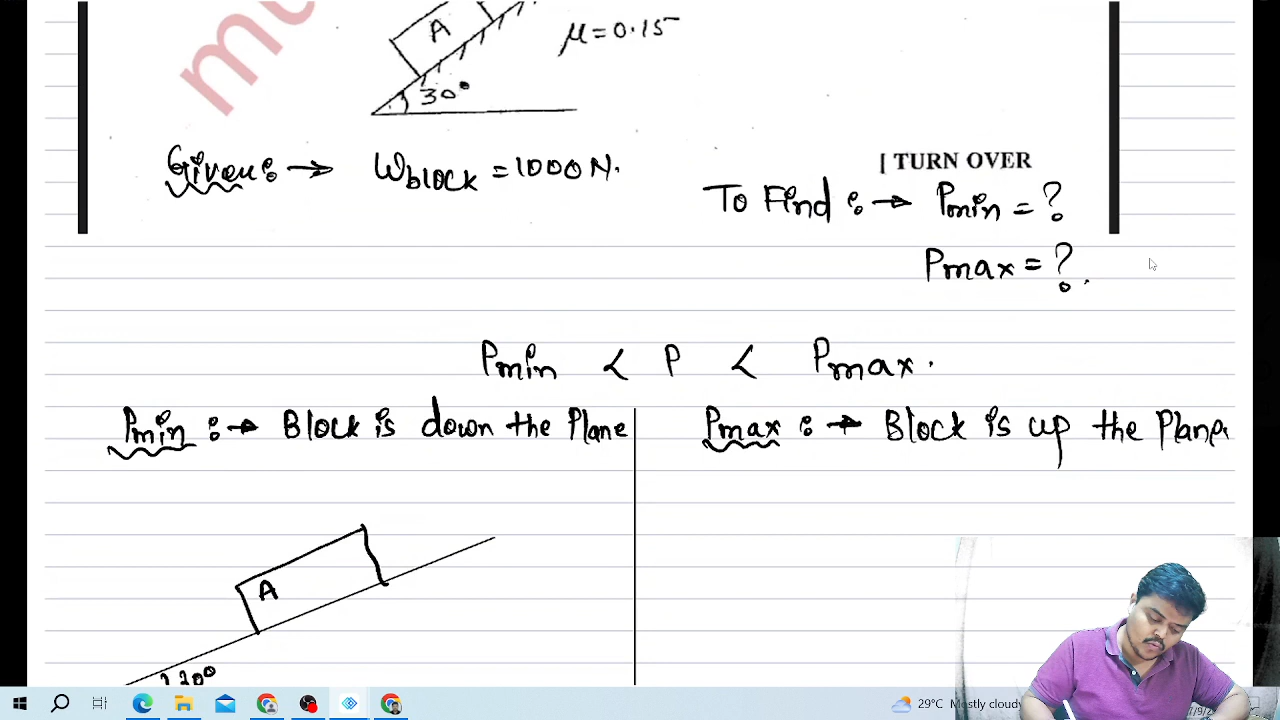 A
μ = 0.15
30°
Given :→ Wblock = 1000 N.
[ TURN OVER
To Find :→ Pmin = ?
Pmax = ?.
Pmin < P < Pmax.
Pmin :→ Block is down the Plane
Pmax :→ Block is up the Plane
A
30°
29°C Mostly cloudy